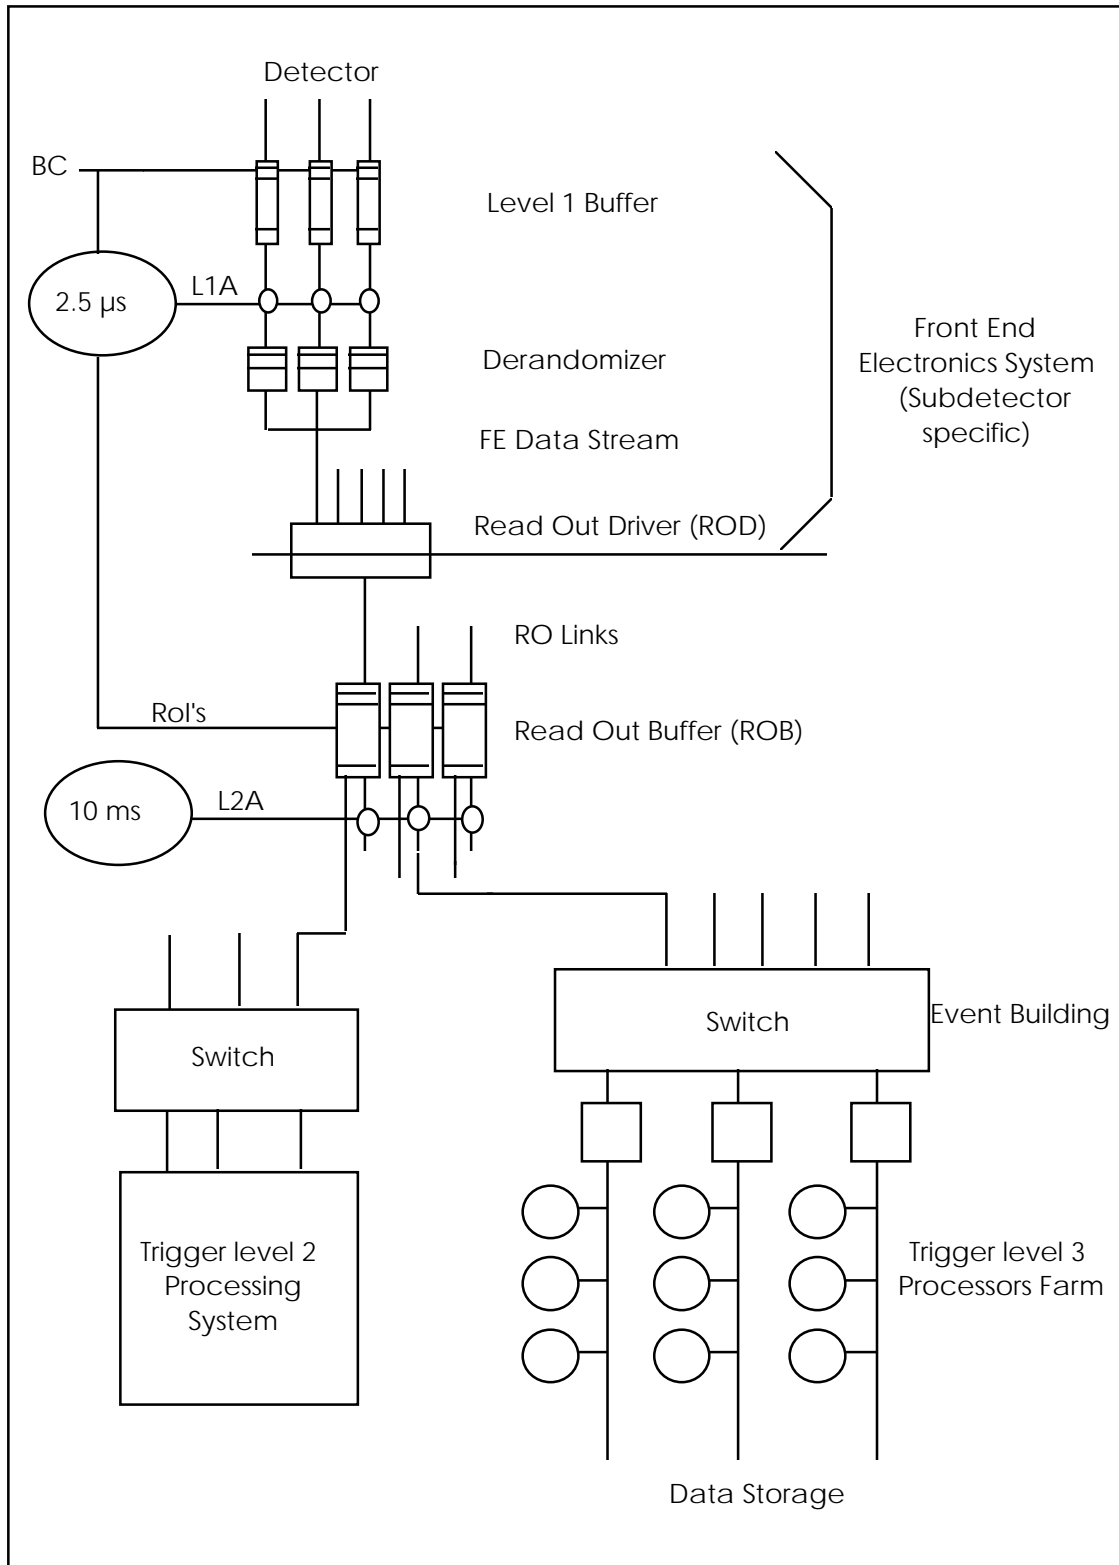 Detector
BC
Level 1 Buffer
L1A
2.5 µs
Front End
Electronics System
(Subdetector
specific)
Derandomizer
FE Data Stream
Read Out Driver (ROD)
RO Links
RoI's
Read Out Buffer (ROB)
10 ms
L2A
Switch
Event Building
Switch
Trigger level 2
Processing
System
Trigger level 3
Processors Farm
Data Storage